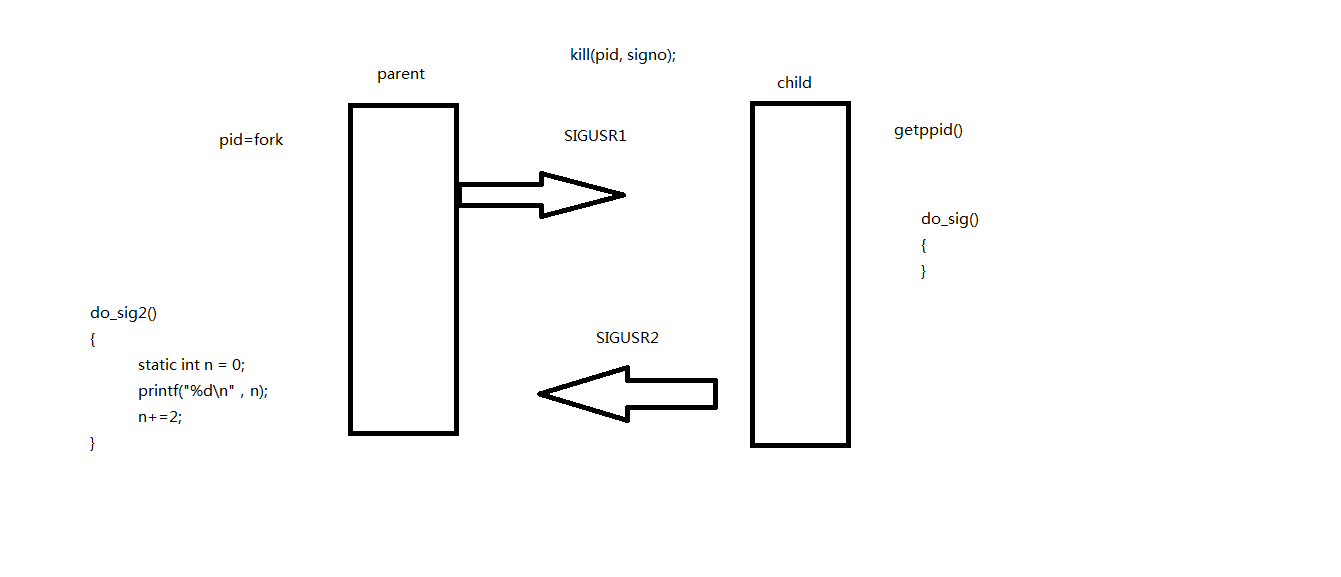 kill(pid, signo);
parent
child
pid=fork
SIGUSR1
getppid()
do_sig()
{
}
do_sig2()
{
static int n = 0;
printf("%d\n" , n);
n+=2;
}
SIGUSR2